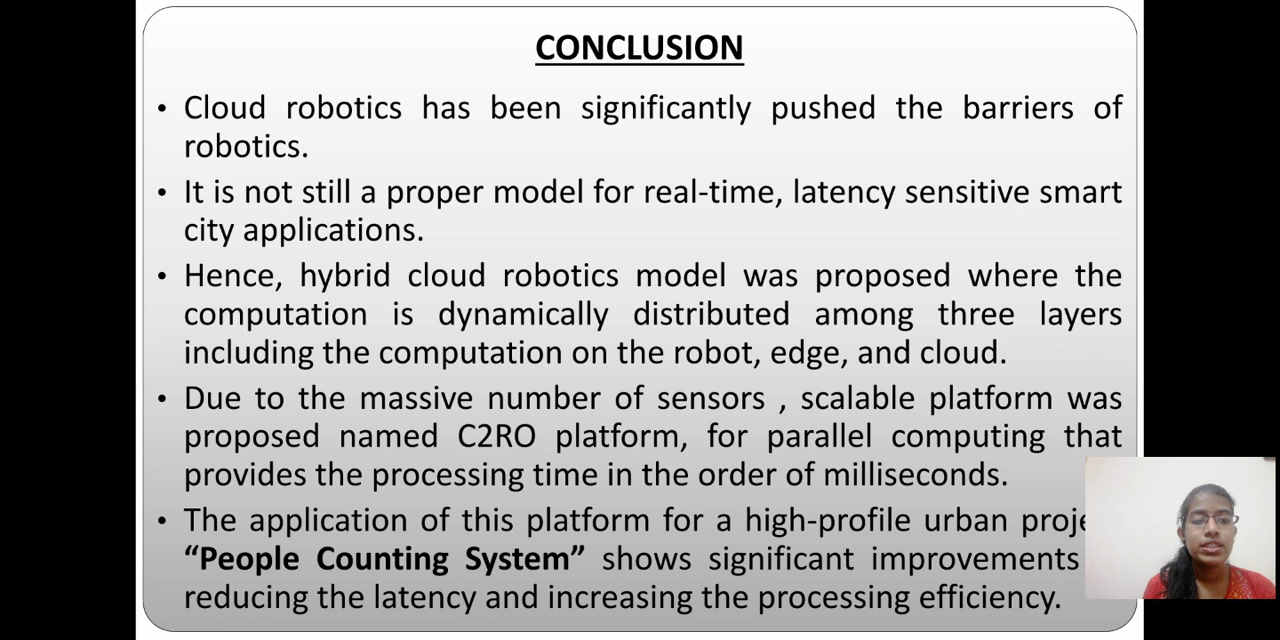 CONCLUSION
• Cloud robotics has been significantly pushed the barriers of
robotics.
• It is not still a proper model for real-time, latency sensitive smart
city applications.
• Hence, hybrid cloud robotics model was proposed where the
computation is dynamically distributed among three layers
including the computation on the robot, edge, and cloud.
• Due to the massive number of sensors , scalable platform was
proposed named C2RO platform, for parallel computing that
provides the processing time in the order of milliseconds.
• The application of this platform for a high-profile urban
“People Counting System” shows significant improvements
reducing the latency and increasing the processing efficiency.